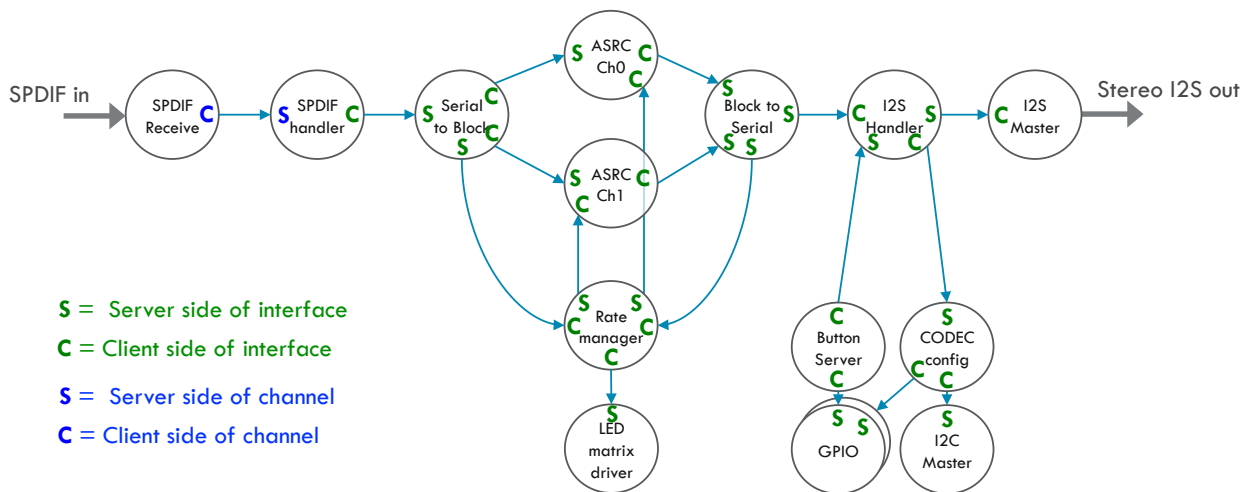 SPDIF in
SPDIF
Receive
C
S
SPDIF
handler
C
S
Serial
to Block
C
C
S
S
ASRC
Ch0
C
C
S
ASRC
Ch1
C
C
S
Block to
Serial
S
S
S
C
I2S
Handler
S
S
C
C
I2S
Master
Stereo I2S out
S
S
Rate
manager
C
C
C
S
LED
matrix
driver
C
Button
Server
C
S
CODEC
config
C
C
S
S
GPIO
S
I2C
Master
S = Server side of interface
C = Client side of interface
S = Server side of channel
C = Client side of channel